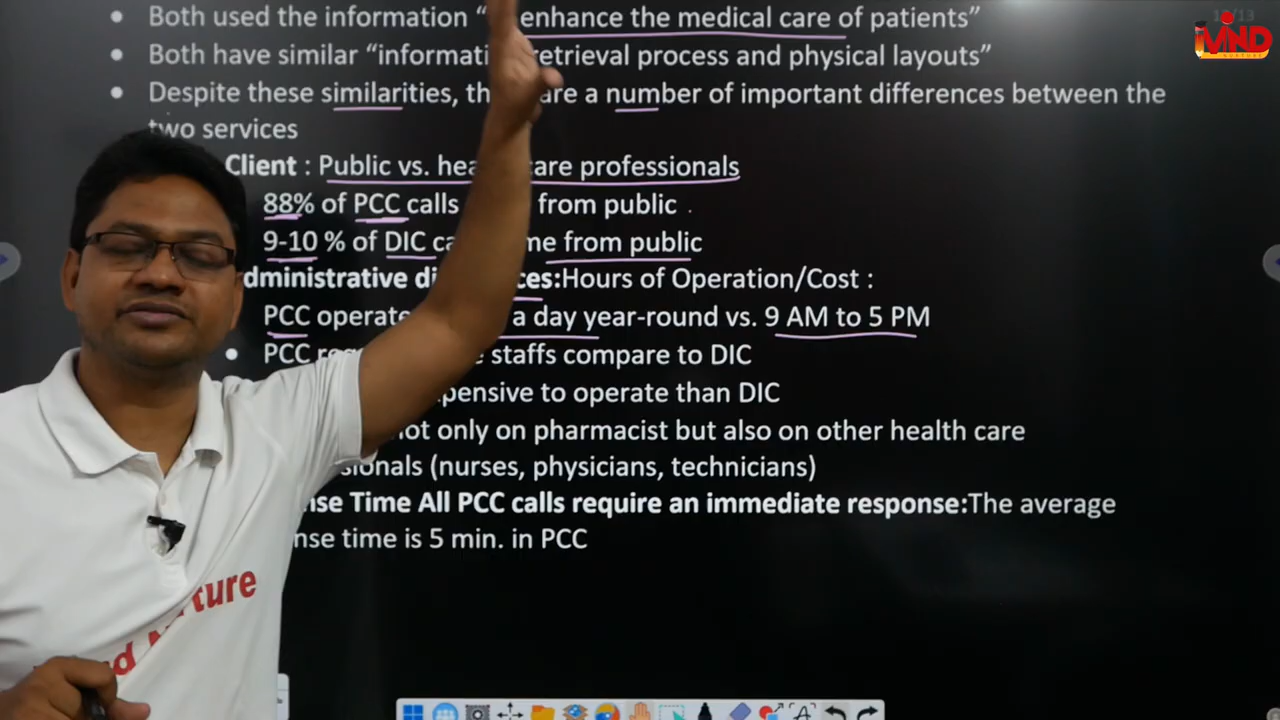 Both used the information “ enhance the medical care of patients”
Both have similar “informati retrieval process and physical layouts”
Despite these similarities, th are a number of important differences between the
two services
Client : Public vs. hea care professionals
88% of PCC calls from public
9-10 % of DIC ca me from public
dministrative di ces:Hours of Operation/Cost :
PCC operate a day year-round vs. 9 AM to 5 PM
PCC staffs compare to DIC
pensive to operate than DIC
not only on pharmacist but also on other health care
sionals (nurses, physicians, technicians)
nse Time All PCC calls require an immediate response:The average
nse time is 5 min. in PCC
MIND
NURTURE
/13